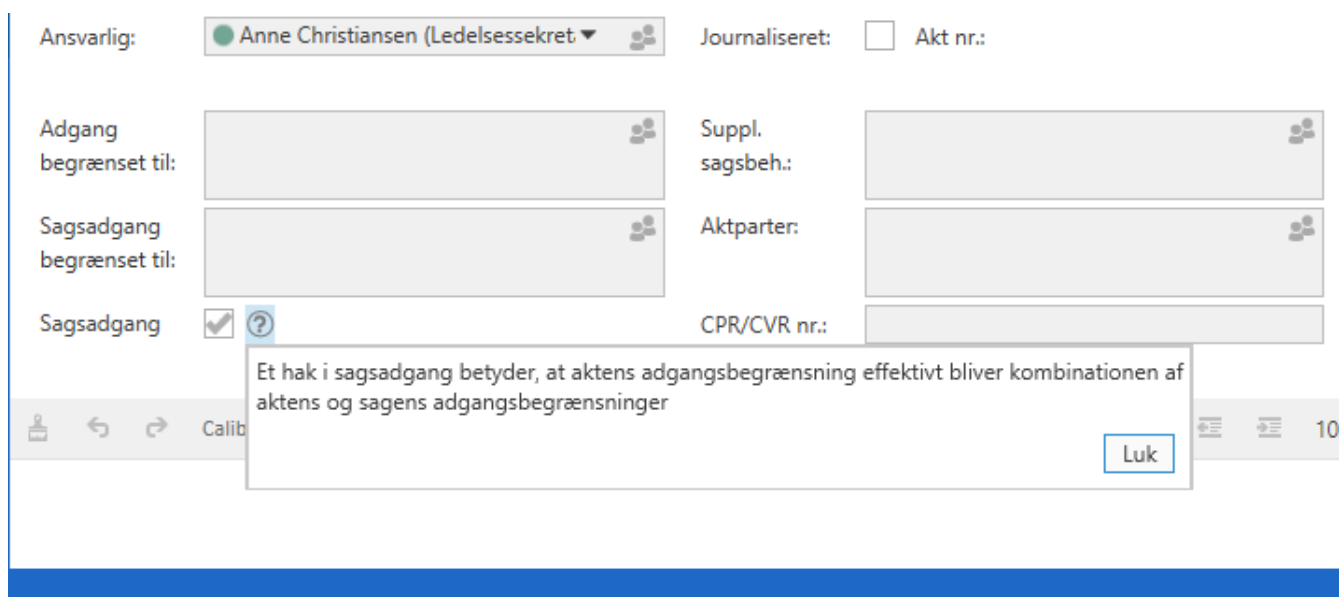 Ansvarlig: Anne Christiansen (Ledelsessekret Journaliseret: Akt nr.:
Adgang
begrænset til:
Suppl.
sagsbeh.:
Sagsadgang
begrænset til:
Aktparter:
Sagsadgang ? CPR/CVR nr.:
Et hak i sagsadgang betyder, at aktens adgangsbegrænsning effektivt bliver kombinationen af
aktens og sagens adgangsbegrænsninger
Calib 10
Luk